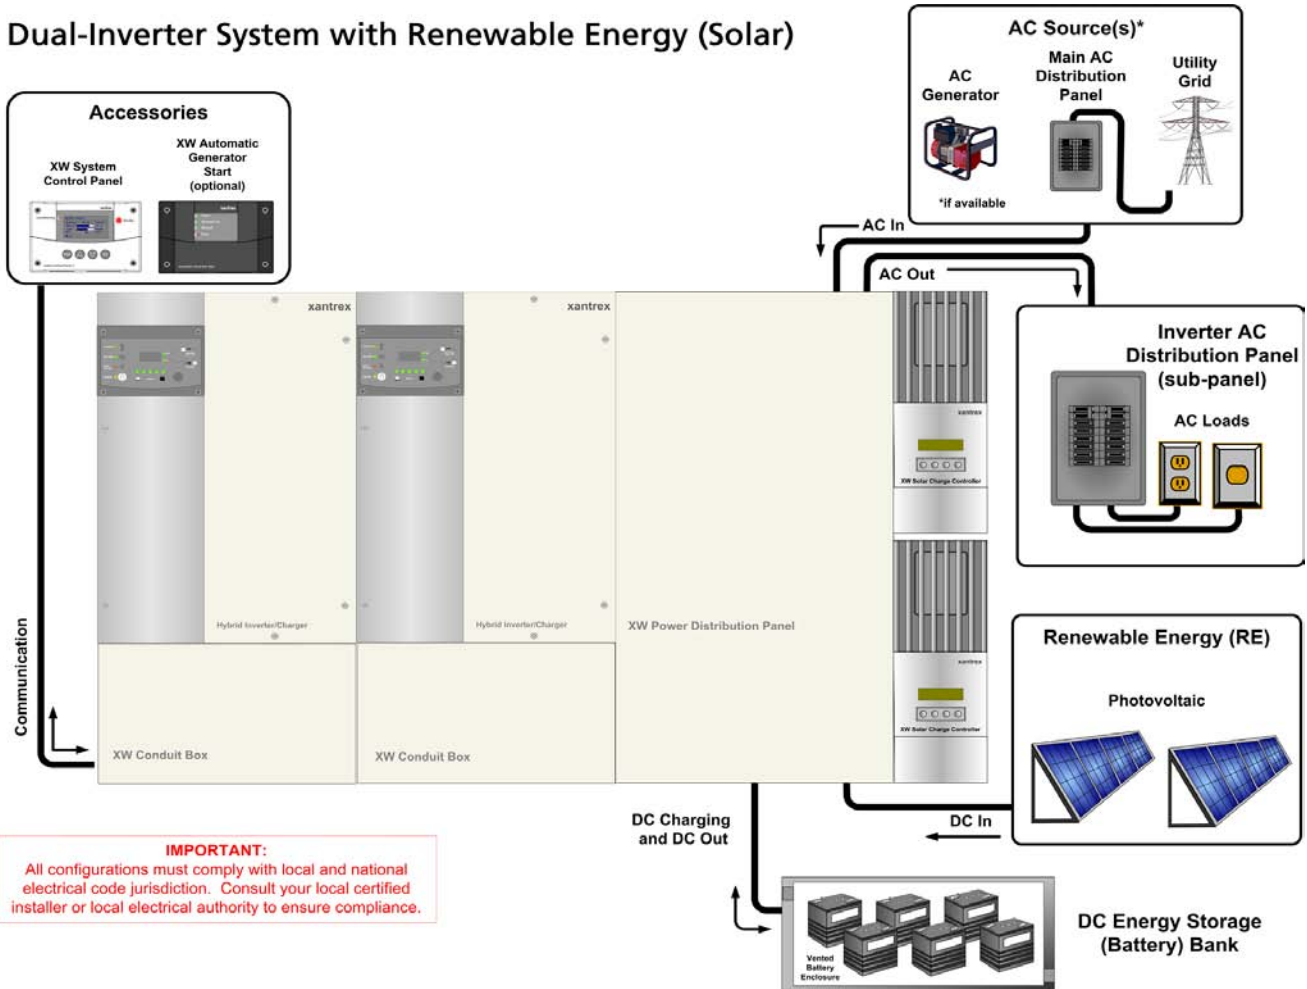 Dual-Inverter System with Renewable Energy (Solar)
Accessories
XW System
Control Panel
XW Automatic
Generator
Start
(optional)
AC Source(s)*
AC
Generator
Main AC
Distribution
Panel
Utility
Grid
*if available
AC In
AC Out
xantrex
xantrex
xantrex
XW Solar Charge Controller
Inverter AC
Distribution Panel
(sub-panel)
AC Loads
Hybrid Inverter/Charger
Hybrid Inverter/Charger
XW Power Distribution Panel
xantrex
XW Solar Charge Controller
Renewable Energy (RE)
Photovoltaic
Communication
XW Conduit Box
XW Conduit Box
DC Charging
and DC Out
DC In
IMPORTANT:
All configurations must comply with local and national
electrical code jurisdiction. Consult your local certified
installer or local electrical authority to ensure compliance.
Vented
Battery
Enclosure
DC Energy Storage
(Battery) Bank